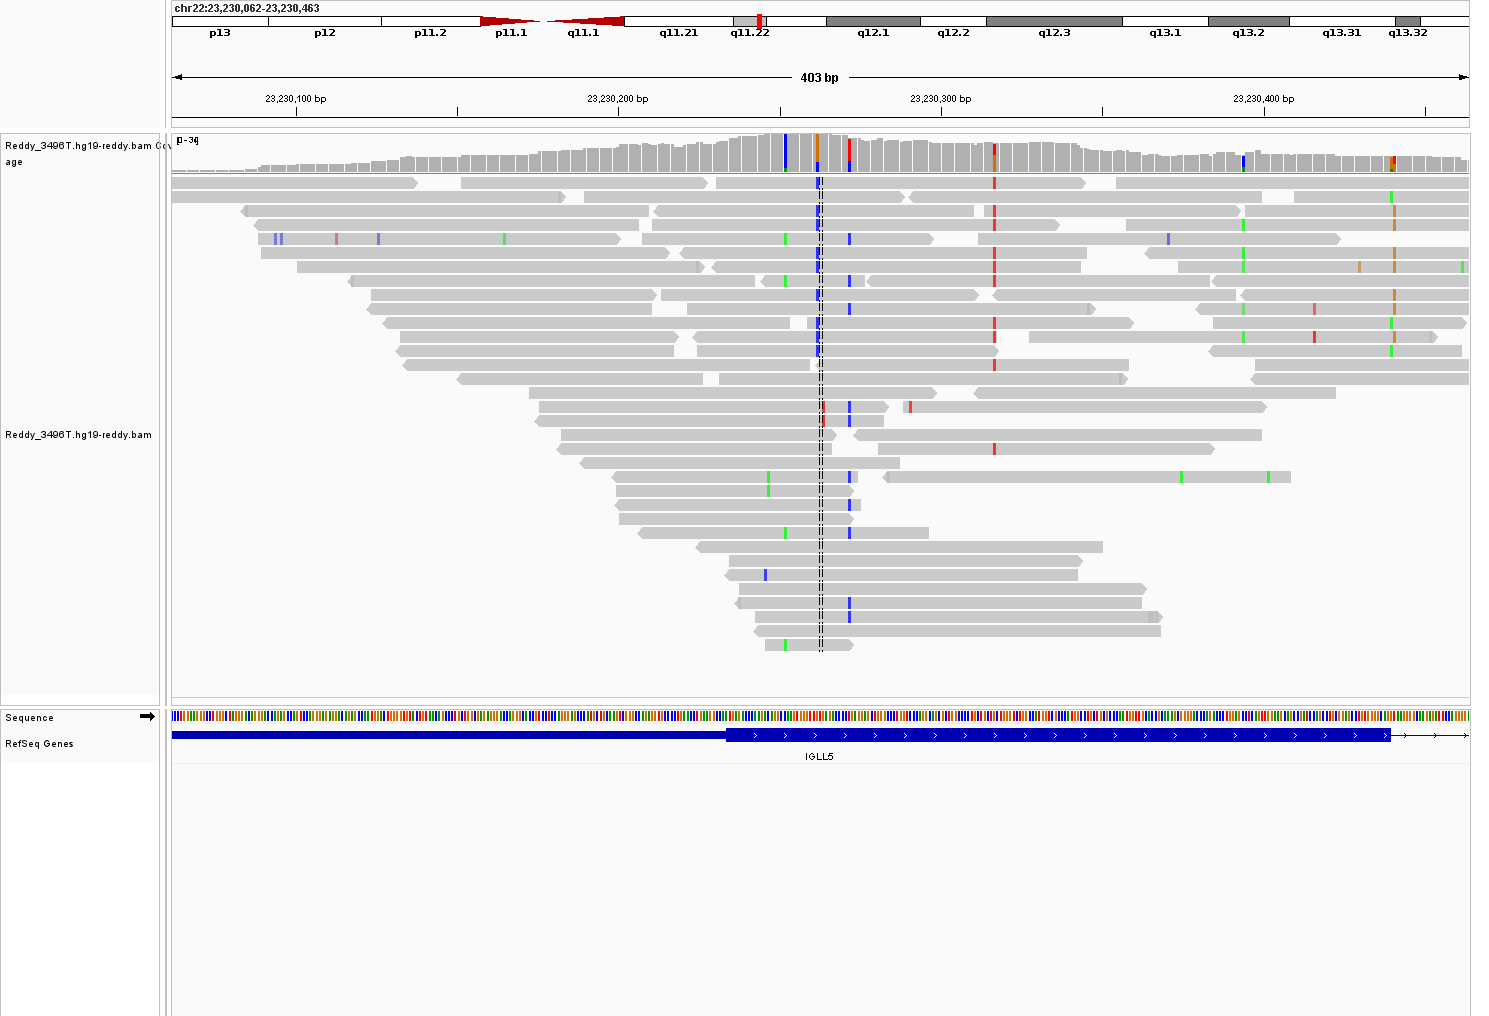 chr22:23,230,062-23,230,463
p13 p12 p11.2 p11.1 q11.1 q11.21 q11.22 q12.1 q12.2 q12.3 q13.1 q13.2 q13.31 q13.32
403 bp
23,230,100 bp 23,230,200 bp 23,230,300 bp 23,230,400 bp
Reddy_3496T.hg19-reddy.bam
age
Reddy_3496T.hg19-reddy.bam
Sequence
RefSeq Genes
IGLL5